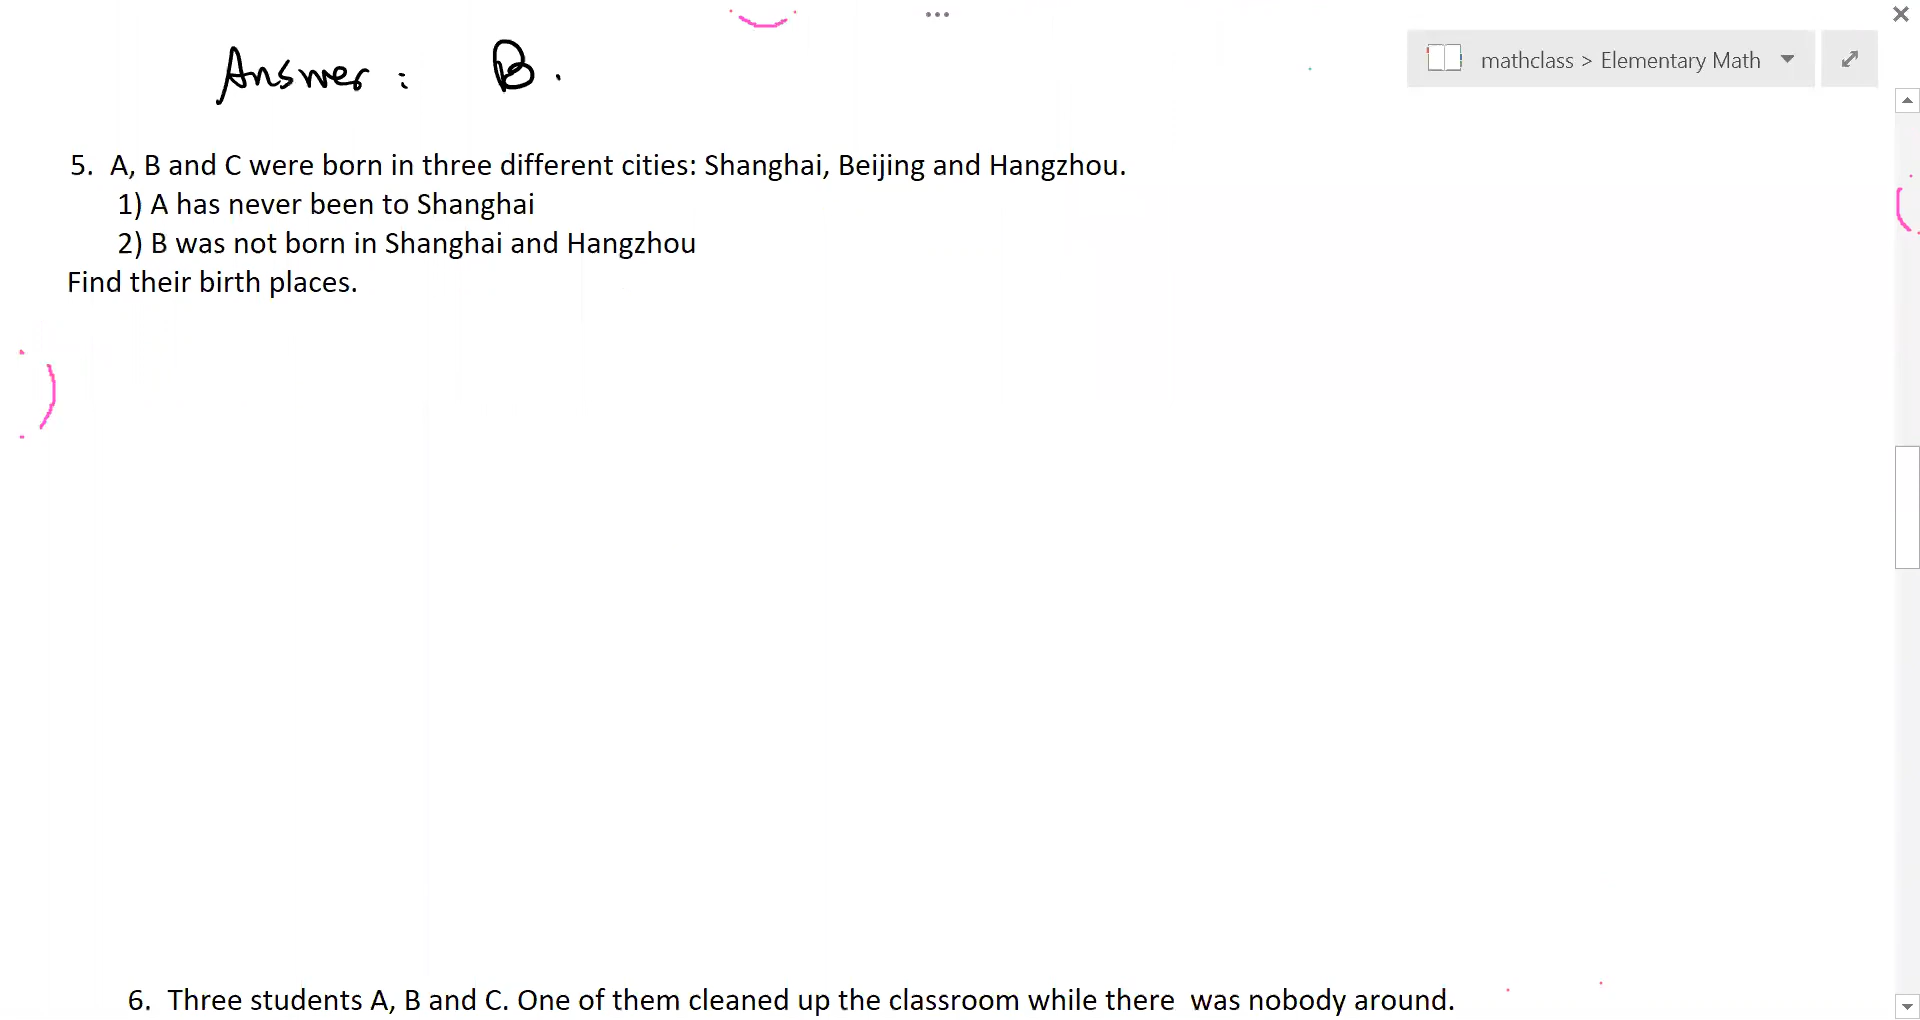 Answer : B.
mathclass > Elementary Math
5. A, B and C were born in three different cities: Shanghai, Beijing and Hangzhou.
1) A has never been to Shanghai
2) B was not born in Shanghai and Hangzhou
Find their birth places.
6. Three students A, B and C. One of them cleaned up the classroom while there was nobody around.